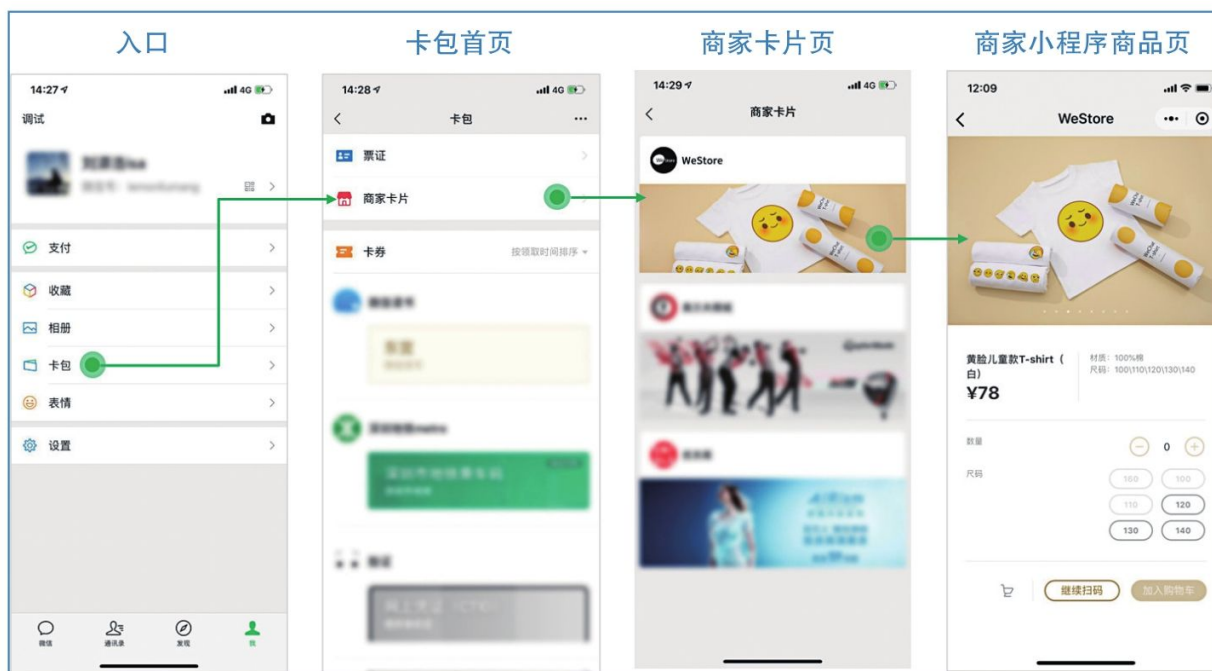 入口
卡包首页
商家卡片页
商家小程序商品页
14:27
4G
调试
支付
收藏
相册
卡包
表情
设置
微信
通讯录
发现
我
14:28
4G
卡包
票证
商家卡片
卡券
按领取时间排序
14:29
4G
商家卡片
WeStore
12:09
WeStore
黄脸儿童款T-shirt（
白）
¥78
材质：100%棉
尺码：100\110\120\130\140
数量
0
尺码
160
100
110
120
130
140
继续扫码
加入购物车